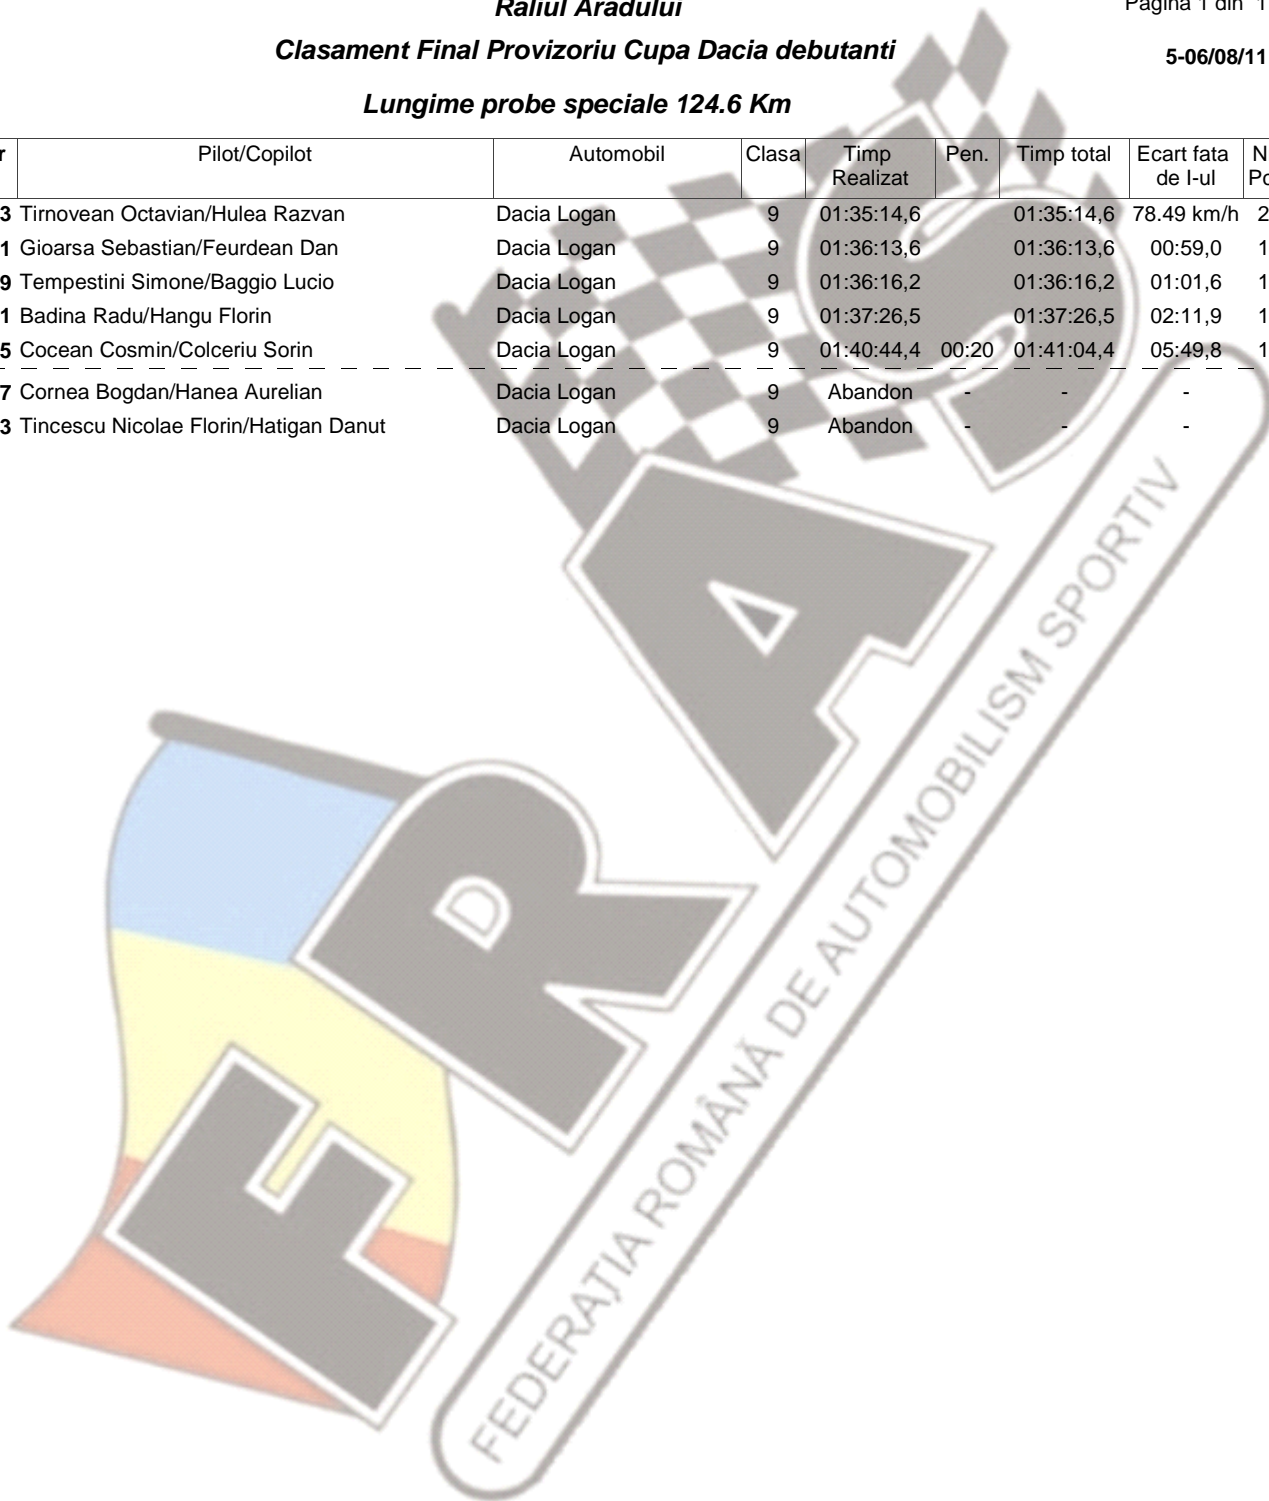 Raliul Aradului
Pagina 1 din 1
Clasament Final Provizoriu Cupa Dacia debutanti
5-06/08/11
Lungime probe speciale 124.6 Km
r Pilot/Copilot Automobil Clasa Timp Realizat Pen. Timp total Ecart fata de I-ul N Po
3 Tirnovean Octavian/Hulea Razvan Dacia Logan 9 01:35:14,6 01:35:14,6 78.49 km/h 2
1 Gioarsa Sebastian/Feurdean Dan Dacia Logan 9 01:36:13,6 01:36:13,6 00:59,0 1
9 Tempestini Simone/Baggio Lucio Dacia Logan 9 01:36:16,2 01:36:16,2 01:01,6 1
1 Badina Radu/Hangu Florin Dacia Logan 9 01:37:26,5 01:37:26,5 02:11,9 1
5 Cocean Cosmin/Colceriu Sorin Dacia Logan 9 01:40:44,4 00:20 01:41:04,4 05:49,8 1
7 Cornea Bogdan/Hanea Aurelian Dacia Logan 9 Abandon - - -
3 Tincescu Nicolae Florin/Hatigan Danut Dacia Logan 9 Abandon - - -
FRAS
FEDERAȚIA ROMÂNĂ DE AUTOMOBILISM SPORTIV